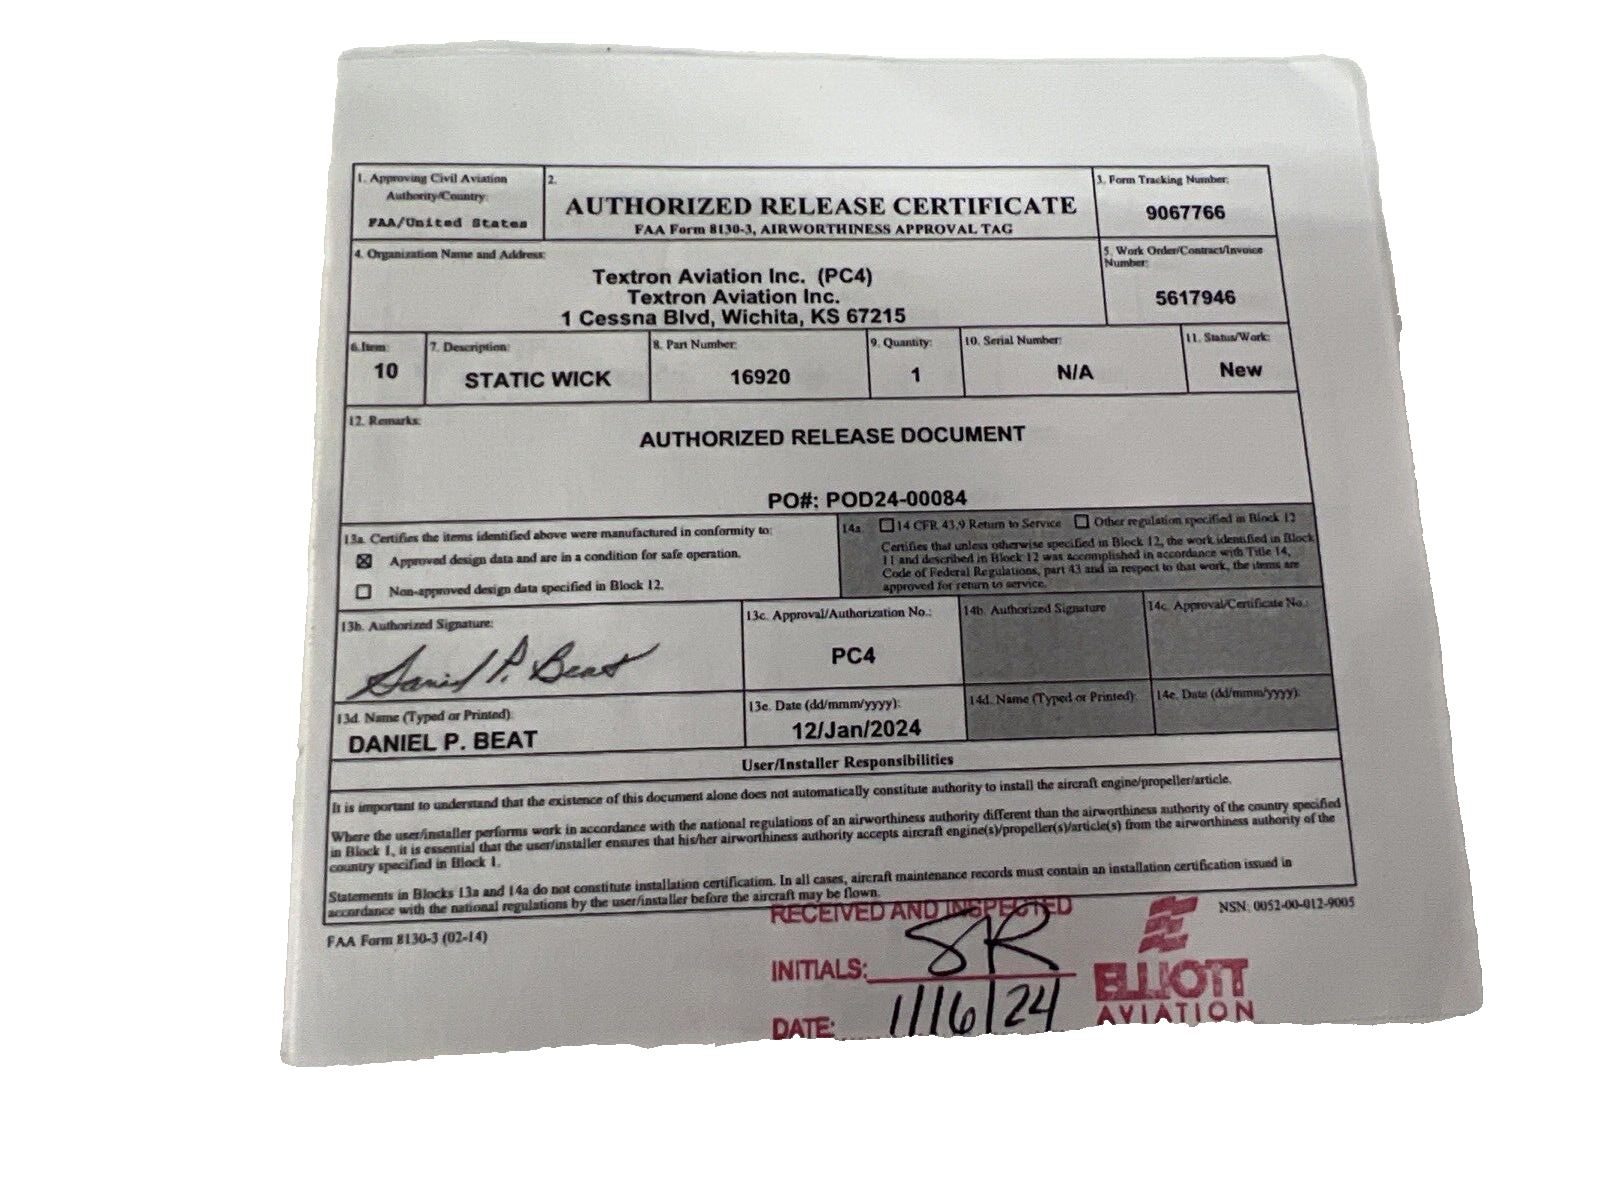 1. Approving Civil Aviation Authority/Country:
FAA/United States
2.
AUTHORIZED RELEASE CERTIFICATE
FAA Form 8130-3, AIRWORTHINESS APPROVAL TAG
3. Form Tracking Number:
9067766
4. Organization Name and Address:
Textron Aviation Inc. (PC4)
Textron Aviation Inc.
1 Cessna Blvd, Wichita, KS 67215
5. Work Order/Contract/Invoice
Number:
5617946
6.Item:
10
7. Description:
STATIC WICK
8. Part Number:
16920
9. Quantity:
1
10. Serial Number:
N/A
11. Status/Work:
New
12. Remarks:
AUTHORIZED RELEASE DOCUMENT
PO#: POD24-00084
13a. Certifies the items identified above were manufactured in conformity to:
Approved design data and are in a condition for safe operation.
Non-approved design data specified in Block 12.
14a. 14 CFR 43.9 Return to Service Other regulation specified in Block 12
Certifies that unless otherwise specified in Block 12, the work identified in Block
11 and described in Block 12 was accomplished in accordance with Title 14,
Code of Federal Regulations, part 43 and in respect to that work, the items are
approved for return to service.
13b. Authorized Signature:
Daniel P. Beat
13c. Approval/Authorization No.:
PC4
14b. Authorized Signature
14c. Approval/Certificate No.:
13d. Name (Typed or Printed):
DANIEL P. BEAT
13e. Date (dd/mmm/yyyy):
12/Jan/2024
14d. Name (Typed or Printed):
14e. Date (dd/mmm/yyyy):
User/Installer Responsibilities
It is important to understand that the existence of this document alone does not automatically constitute authority to install the aircraft engine/propeller/article.
Where the user/installer performs work in accordance with the national regulations of an airworthiness authority different than the airworthiness authority of the country specified
in Block 1, it is essential that the user/installer ensures that his/her airworthiness authority accepts aircraft engine(s)/propeller(s)/article(s) from the airworthiness authority of the
country specified in Block 1.
Statements in Blocks 13a and 14a do not constitute installation certification. In all cases, aircraft maintenance records must contain an installation certification issued in
accordance with the national regulations by the user/installer before the aircraft may be flown.
FAA Form 8130-3 (02-14)
NSN: 0052-00-012-9005
RECEIVED AND INSPECTED
INITIALS: SR
DATE: 1/16/24
ELLIOTT
AVIATION